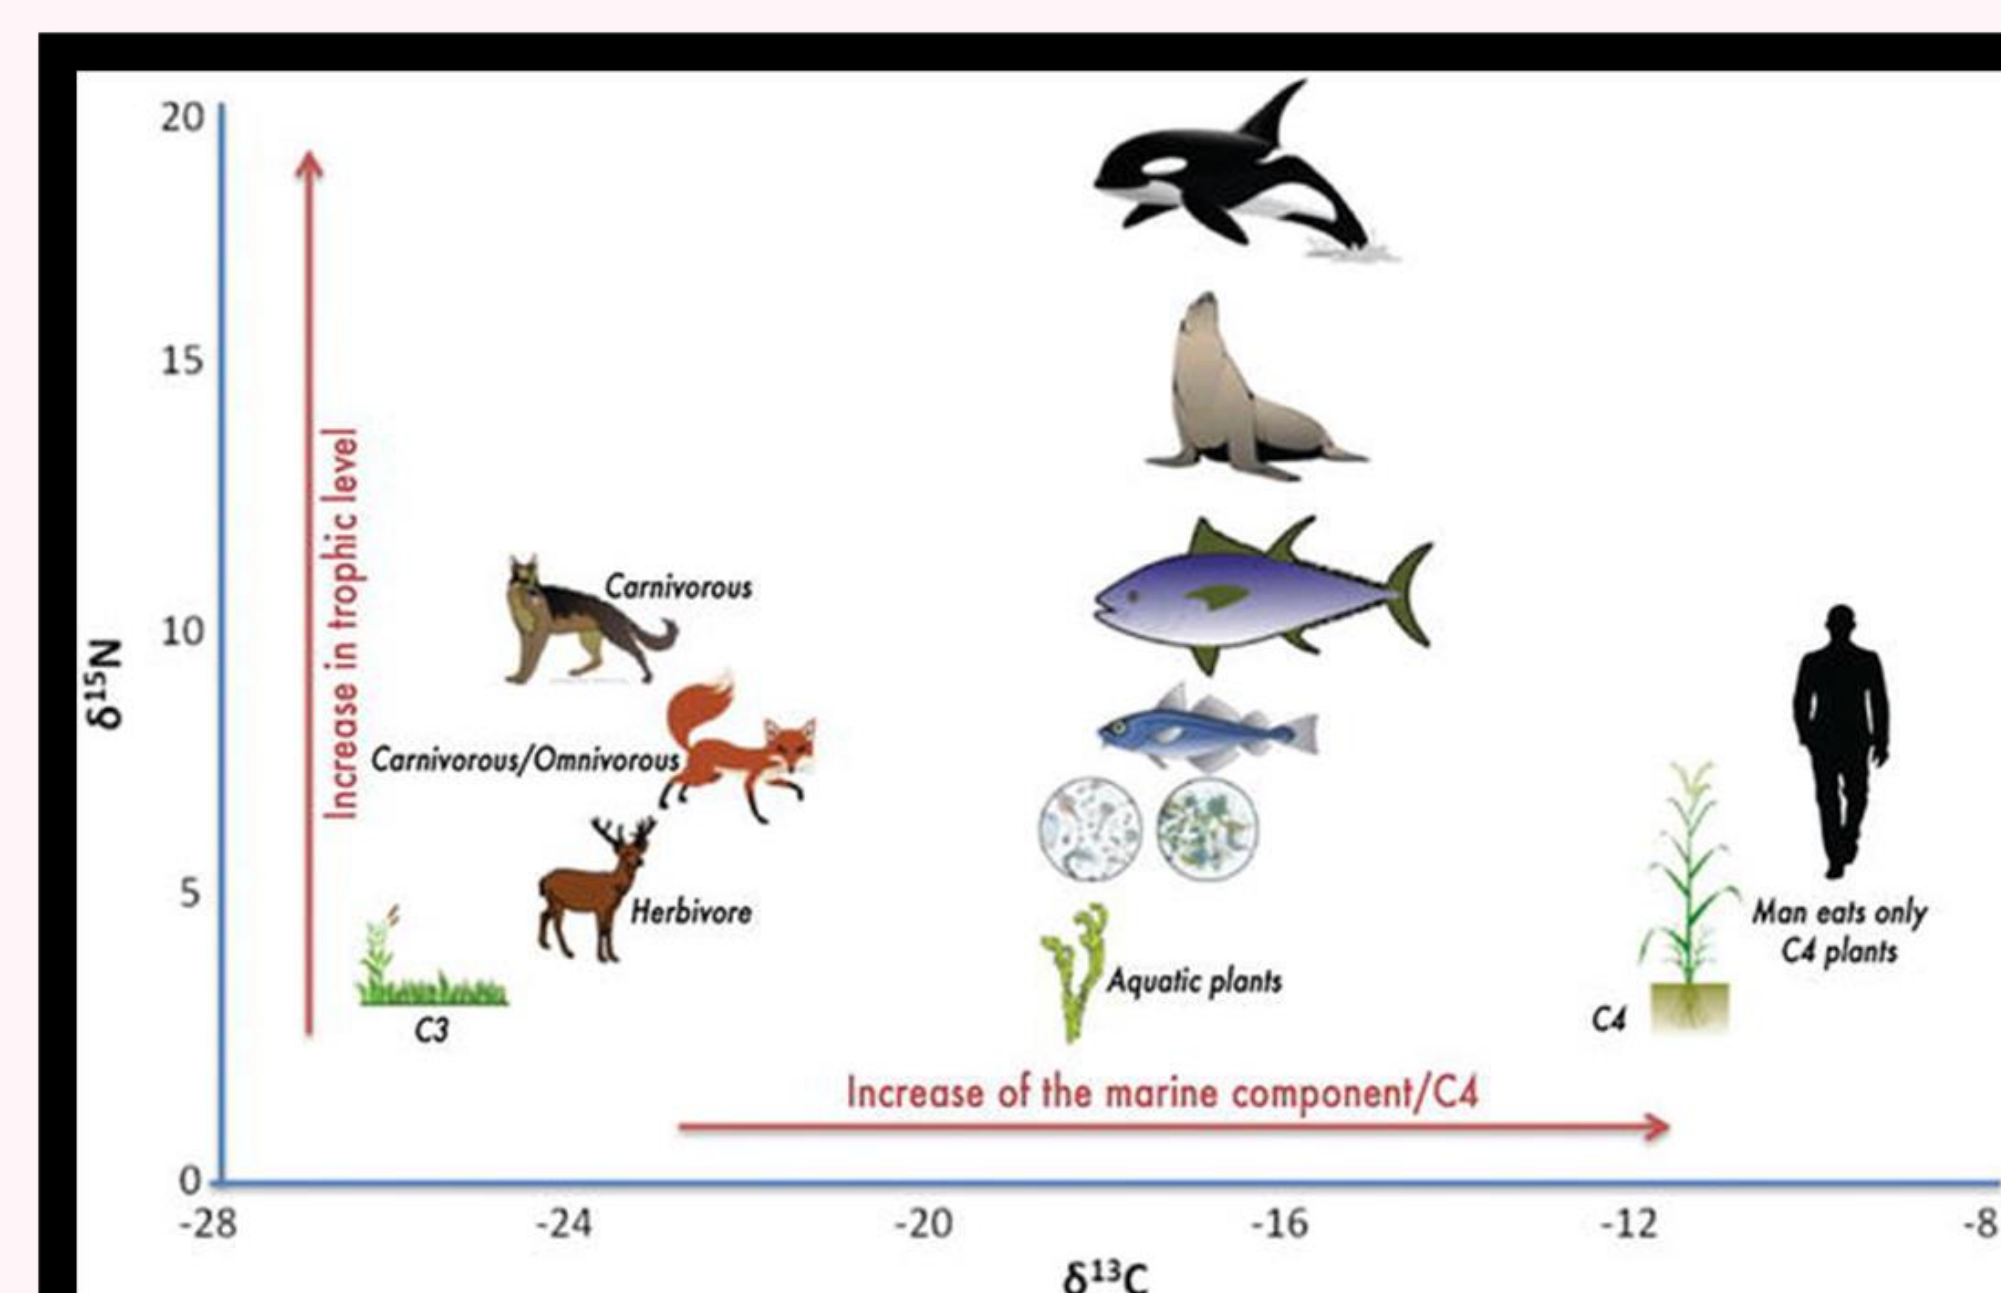 20
15
10
5
0
δ¹⁵N
Increase in trophic level
Carnivorous
Carnivorous/Omnivorous
Herbivore
C3
Aquatic plants
C4
Man eats only
C4 plants
Increase of the marine component/C4
-28 -24 -20 -16 -12 -8
δ¹³C